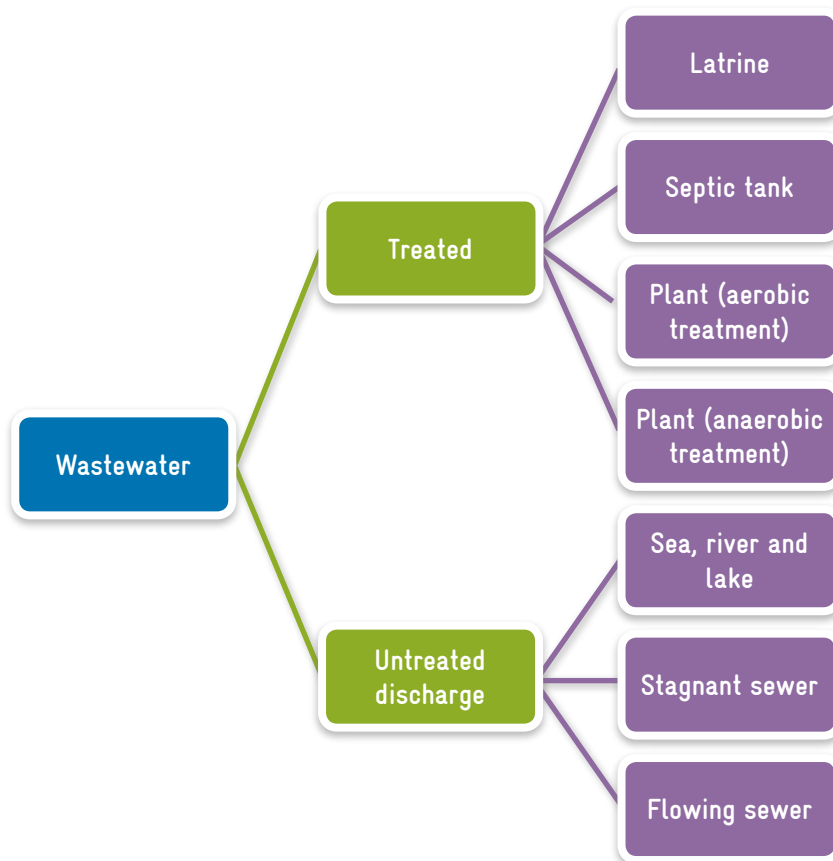 Latrine
Septic tank
Treated
Plant (aerobic
treatment)
Plant (anaerobic
treatment)
Wastewater
Sea, river and
lake
Untreated
discharge
Stagnant sewer
Flowing sewer